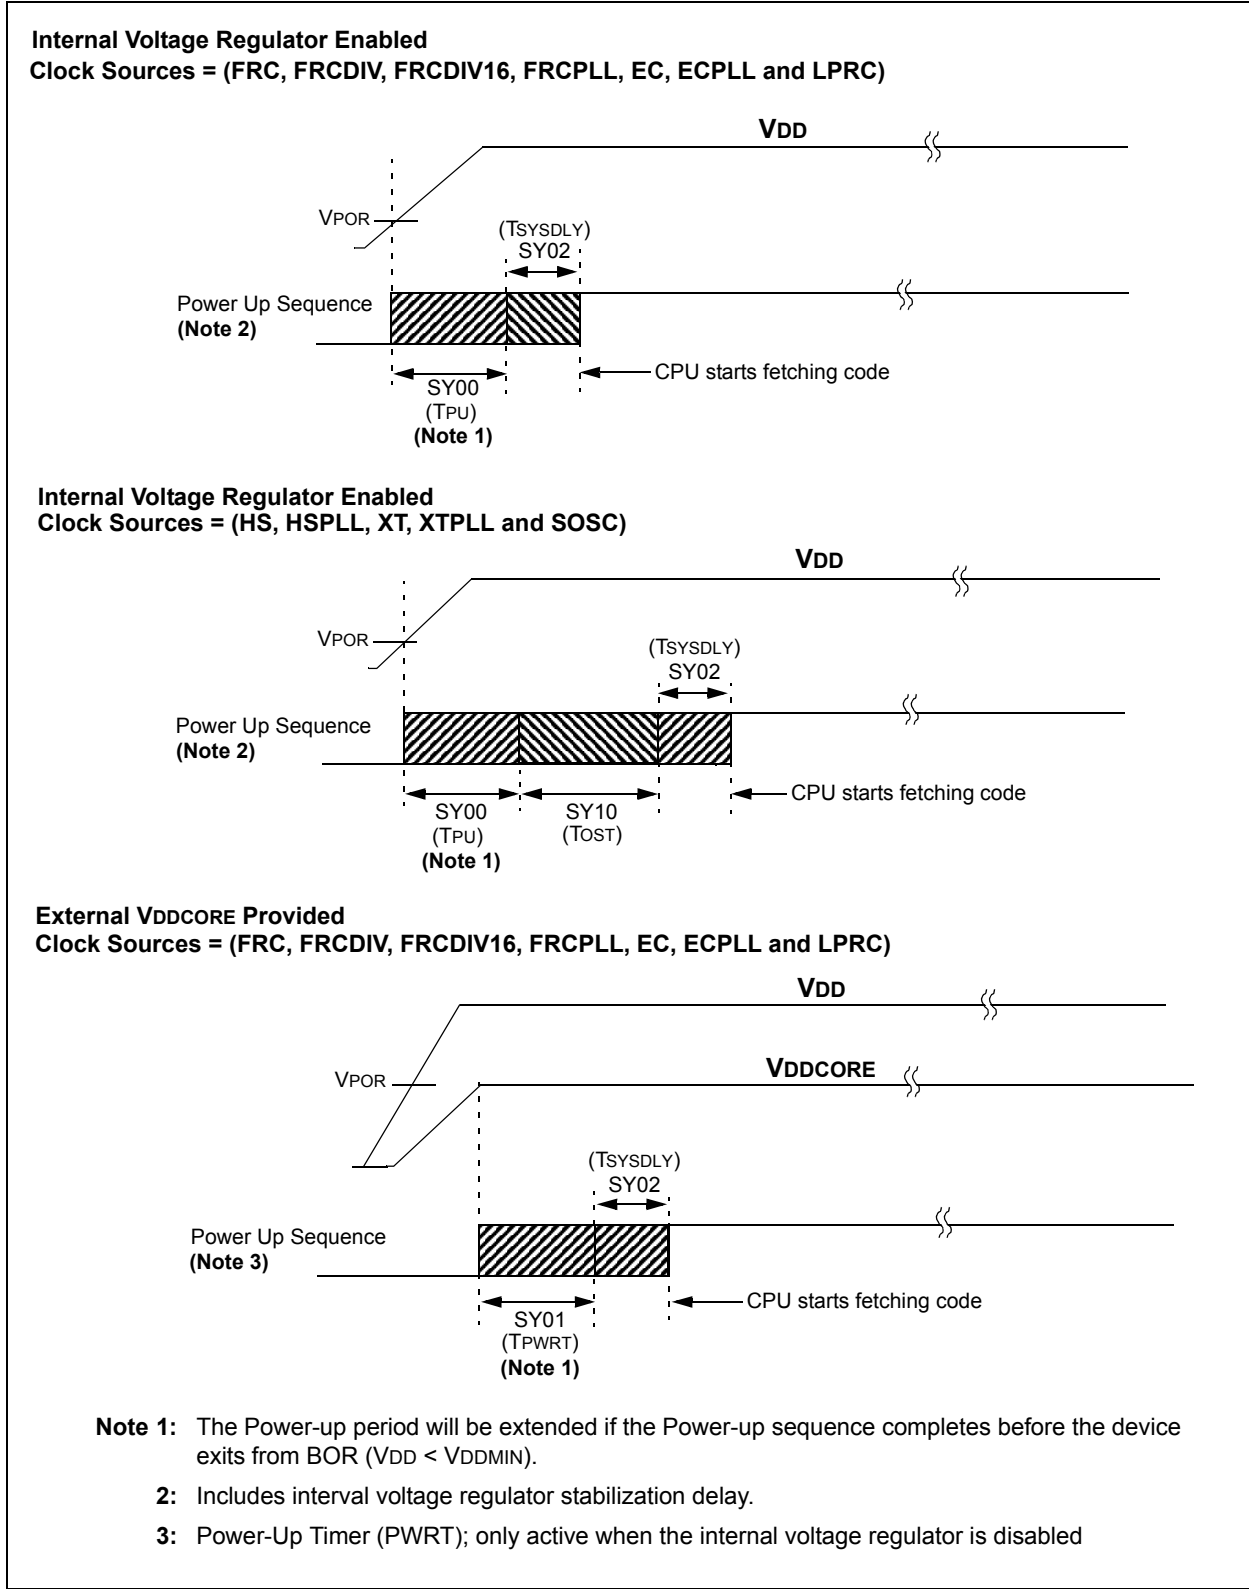 Internal Voltage Regulator Enabled
Clock Sources = (FRC, FRCDIV, FRCDIV16, FRCPLL, EC, ECPLL and LPRC)
VDD
VPOR
(TSYSDLY)
SY02
Power Up Sequence
(Note 2)
CPU starts fetching code
SY00
(TPU)
(Note 1)
Internal Voltage Regulator Enabled
Clock Sources = (HS, HSPLL, XT, XTPLL and SOSC)
VDD
VPOR
(TSYSDLY)
SY02
Power Up Sequence
(Note 2)
CPU starts fetching code
SY00
(TPU)
(Note 1)
SY10
(TOST)
External VDDCORE Provided
Clock Sources = (FRC, FRCDIV, FRCDIV16, FRCPLL, EC, ECPLL and LPRC)
VDD
VPOR
VDDCORE
(TSYSDLY)
SY02
Power Up Sequence
(Note 3)
CPU starts fetching code
SY01
(TPWRT)
(Note 1)
Note 1: The Power-up period will be extended if the Power-up sequence completes before the device
exits from BOR (VDD < VDDMIN).
2: Includes interval voltage regulator stabilization delay.
3: Power-Up Timer (PWRT); only active when the internal voltage regulator is disabled